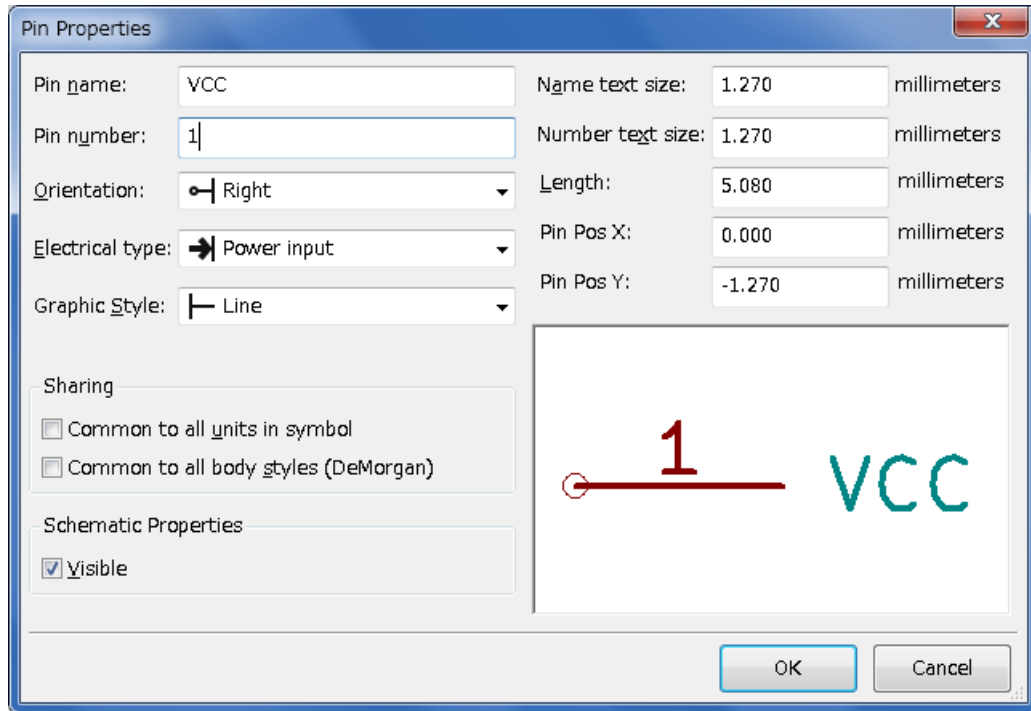 Pin Properties
x
Pin name:
VCC
Pin number:
1
Orientation:
Right
Electrical type:
Power input
Graphic Style:
Line
Name text size:
1.270
millimeters
Number text size:
1.270
millimeters
Length:
5.080
millimeters
Pin Pos X:
0.000
millimeters
Pin Pos Y:
-1.270
millimeters
Sharing
Common to all units in symbol
Common to all body styles (DeMorgan)
Schematic Properties
Visible
1
VCC
OK
Cancel